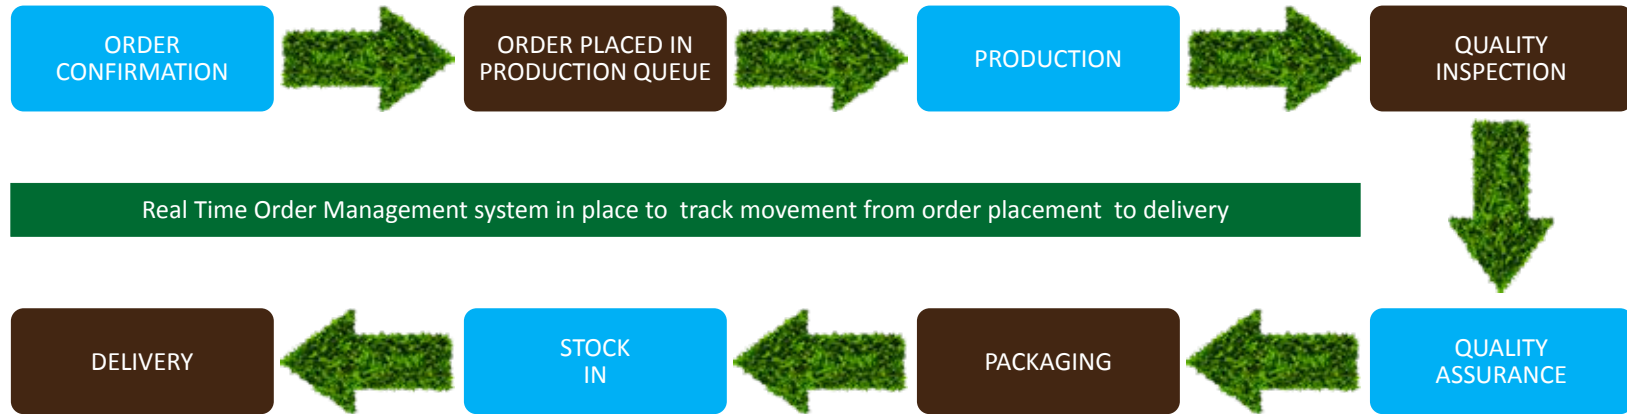 ORDER
CONFIRMATION
ORDER PLACED IN
PRODUCTION QUEUE
PRODUCTION
QUALITY
INSPECTION
Real Time Order Management system in place to  track movement from order placement  to delivery
DELIVERY
STOCK
IN
PACKAGING
QUALITY
ASSURANCE